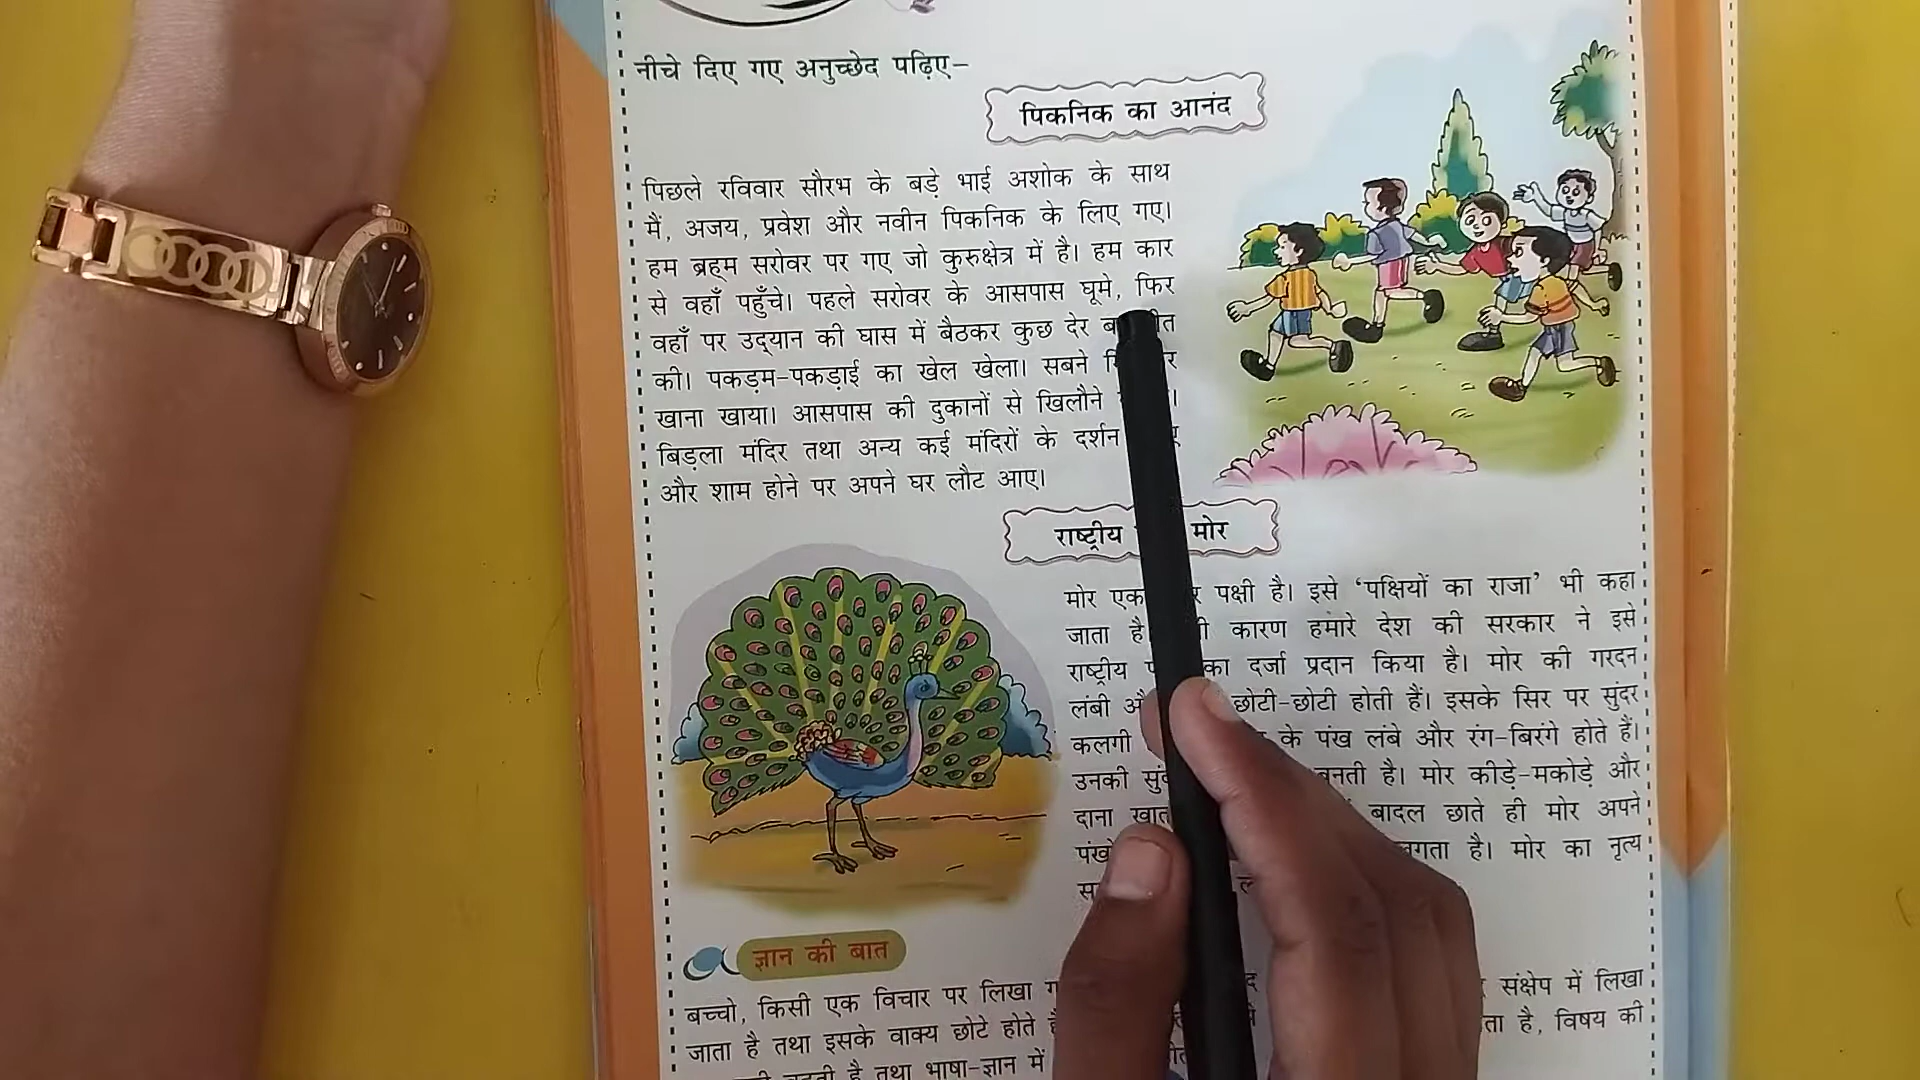 नीचे दिए गए अनुच्छेद पढ़िए–
पिकनिक का आनंद
पिछले रविवार सौरभ के बड़े भाई अशोक के साथ
मैं, अजय, प्रवेश और नवीन पिकनिक के लिए गए।
हम ब्रह्म सरोवर पर गए जो कुरुक्षेत्र में है। हम कार
से वहाँ पहुँचे। पहले सरोवर के आसपास घूमे, फिर
वहाँ पर उद्यान की घास में बैठकर कुछ देर
की। पकड़म-पकड़ाई का खेल खेला। सबने
खाना खाया। आसपास की दुकानों से खिलौने
बिड़ला मंदिर तथा अन्य कई मंदिरों के दर्शन
और शाम होने पर अपने घर लौट आए।
राष्ट्रीय मोर
मोर एक पक्षी है। इसे ‘पक्षियों का राजा’ भी कहा
जाता है। कारण हमारे देश की सरकार ने इसे
राष्ट्रीय का दर्जा प्रदान किया है। मोर की गरदन
लंबी छोटी-छोटी होती हैं। इसके सिर पर सुंदर
कलगी के पंख लंबे और रंग-बिरंगे होते हैं।
उनकी बनती है। मोर कीड़े-मकोड़े और
दाना बादल छाते ही मोर अपने
लगता है। मोर का नृत्य
ज्ञान की बात
बच्चो, किसी एक विचार पर लिखा संक्षेप में लिखा
जाता है तथा इसके वाक्य छोटे होते है, विषय की
है तथा भाषा-ज्ञान में